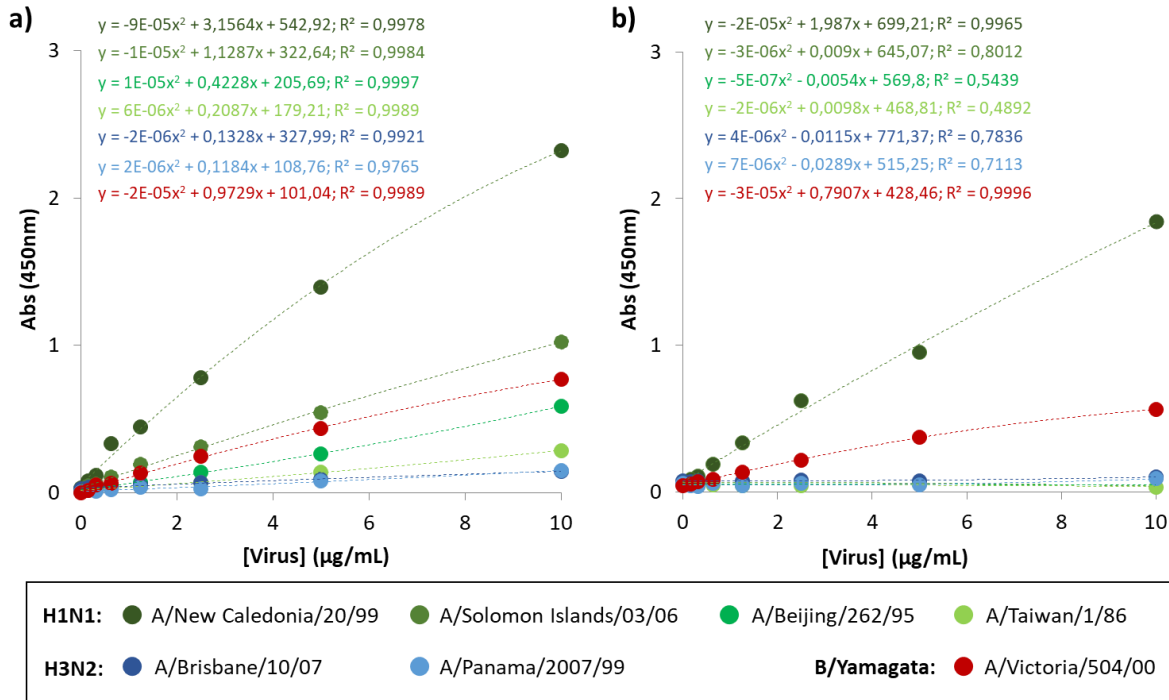 a)
y = -9E-05x² + 3,1564x + 542,92; R² = 0,9978
y = -1E-05x² + 1,1287x + 322,64; R² = 0,9984
y = 1E-05x² + 0,4228x + 205,69; R² = 0,9997
y = 6E-06x² + 0,2087x + 179,21; R² = 0,9989
y = -2E-06x² + 0,1328x + 327,99; R² = 0,9921
y = 2E-06x² + 0,1184x + 108,76; R² = 0,9765
y = -2E-05x² + 0,9729x + 101,04; R² = 0,9989
3
2
1
0
Abs (450nm)
0 2 4 6 8 10
[Virus] (µg/mL)
b)
y = -2E-05x² + 1,987x + 699,21; R² = 0,9965
y = -3E-06x² + 0,009x + 645,07; R² = 0,8012
y = -5E-07x² - 0,0054x + 569,8; R² = 0,5439
y = -2E-06x² + 0,0098x + 468,81; R² = 0,4892
y = 4E-06x² - 0,0115x + 771,37; R² = 0,7836
y = 7E-06x² - 0,0289x + 515,25; R² = 0,7113
y = -3E-05x² + 0,7907x + 428,46; R² = 0,9996
3
2
1
0
Abs (450nm)
0 2 4 6 8 10
[Virus] (µg/mL)
H1N1: A/New Caledonia/20/99 A/Solomon Islands/03/06 A/Beijing/262/95 A/Taiwan/1/86
H3N2: A/Brisbane/10/07 A/Panama/2007/99 B/Yamagata: A/Victoria/504/00